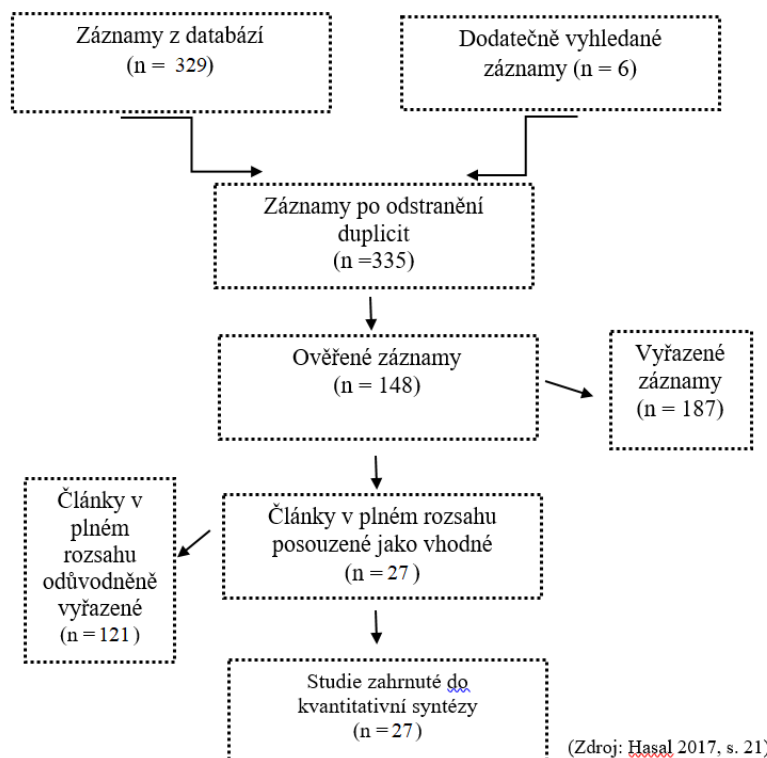 Záznamy z databází
(n = 329)
Dodatečně vyhledané
záznamy (n = 6)
Záznamy po odstranění
duplicit
(n =335)
Ověřené záznamy
(n = 148)
Vyřazené
záznamy
(n = 187)
Články v
plném
rozsahu
odůvodněně
vyřazené
(n = 121)
Články v plném rozsahu
posouzené jako vhodné
(n = 27 )
Studie zahrnuté do
kvantitativní syntézy
(n = 27)
(Zdroj: Hasal 2017, s. 21)